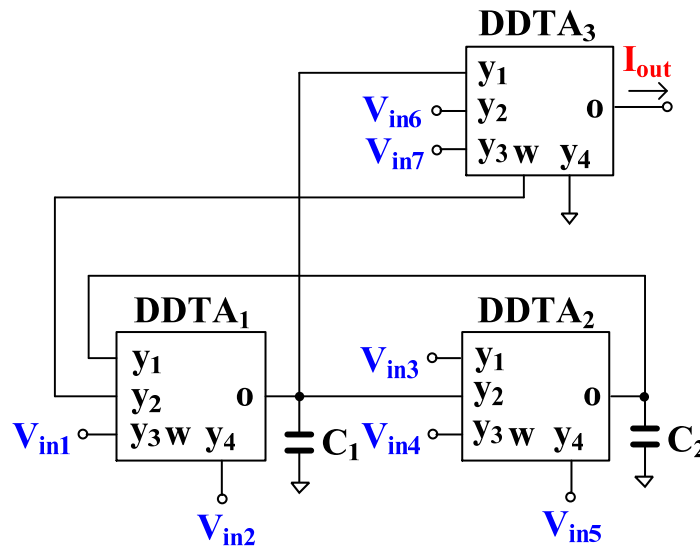 DDTA₃
y₁
Iₒᵤₜ
Vᵢₙ₆
y₂
o
Vᵢₙ₇
y₃ w y₄
DDTA₁
DDTA₂
y₁
Vᵢₙ₃
y₁
y₂
o
y₂
o
Vᵢₙ₁
y₃ w y₄
C₁
Vᵢₙ₄
y₃ w y₄
C₂
Vᵢₙ₂
Vᵢₙ₅